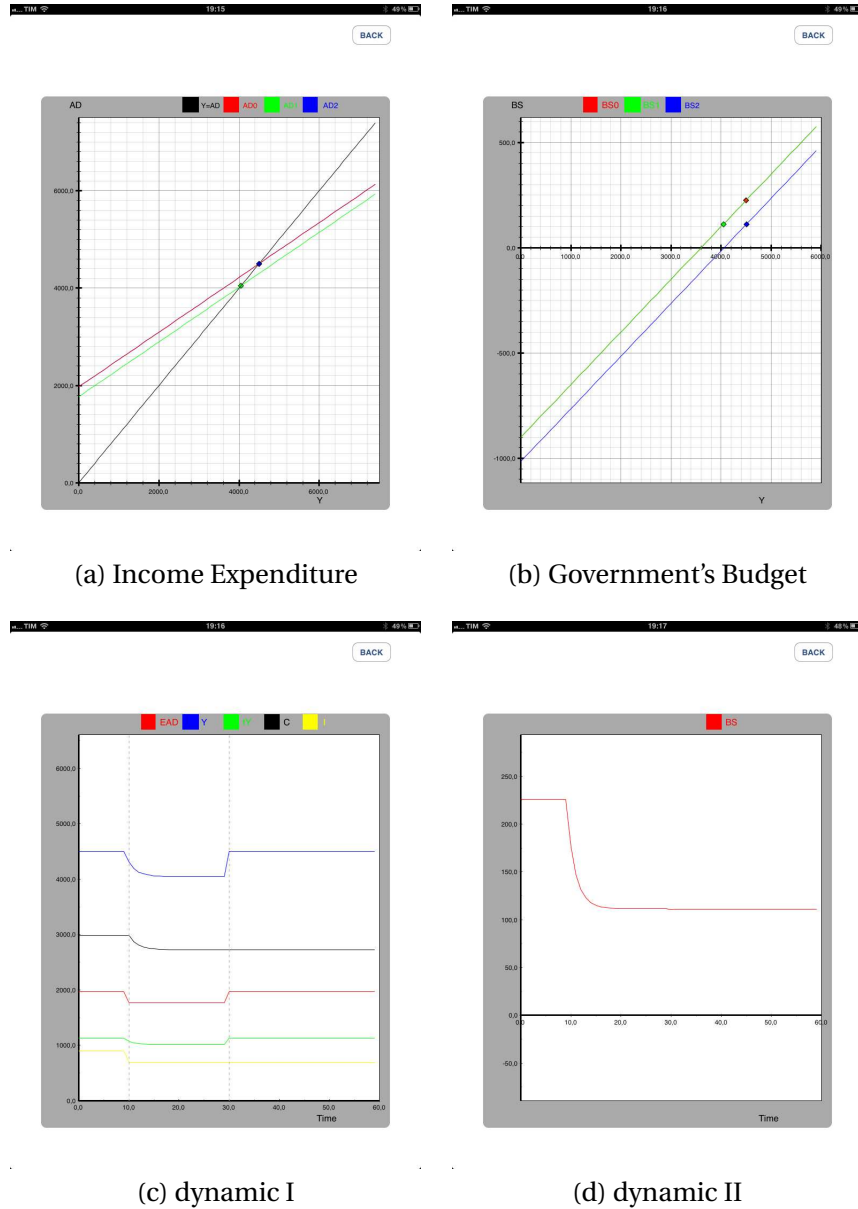 TIM 19:15 49%
BACK
AD Y=AD AD0 AD1 AD2
6000,0
4000,0
2000,0
0,0
0,0 2000,0 4000,0 6000,0
Y
(a) Income Expenditure
TIM 19:16 49%
BACK
BS BS0 BS1 BS2
500,0
0,0
0,0 1000,0 2000,0 3000,0 4000,0 5000,0 6000,0
-500,0
-1000,0
Y
(b) Government's Budget
TIM 19:16 49%
BACK
EAD Y C I
6000,0
5000,0
4000,0
3000,0
2000,0
1000,0
0,0
0,0 10,0 20,0 30,0 40,0 50,0 60,0
Time
(c) dynamic I
TIM 19:17 48%
BACK
BS
250,0
200,0
150,0
100,0
50,0
0,0
0,0 10,0 20,0 30,0 40,0 50,0 60,0
-50,0
Time
(d) dynamic II